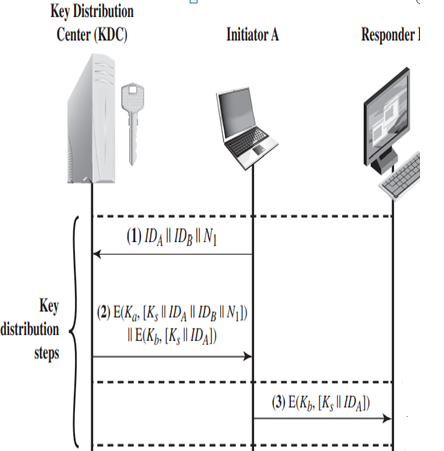 Key Distribution
Center (KDC)
Initiator A
Responder
(1) ID_A || ID_B || N_1
Key
distribution
steps
(2) E(K_a, [K_s || ID_A || ID_B || N_1])
|| E(K_b, [K_s || ID_A])
(3) E(K_b, [K_s || ID_A])